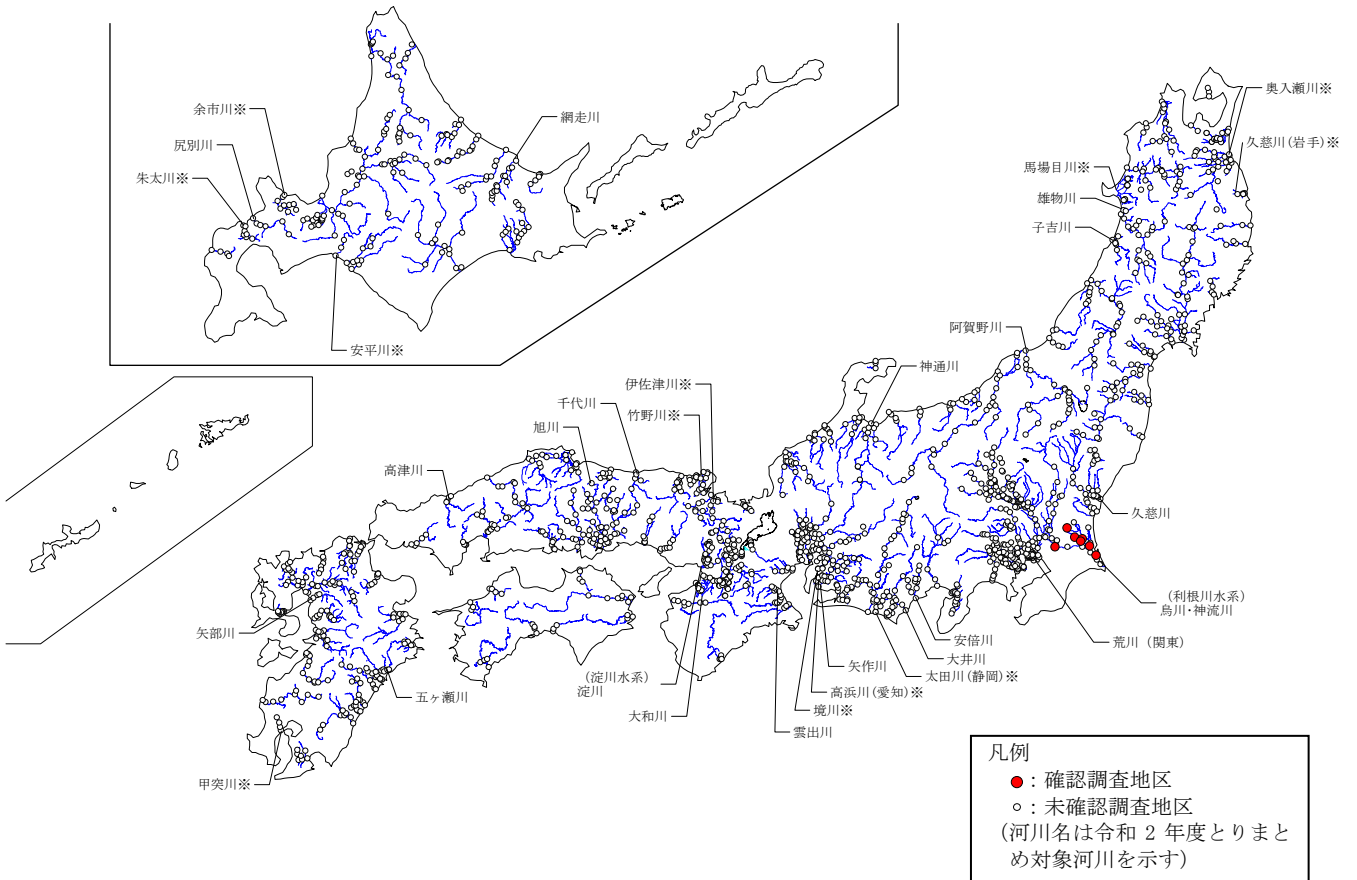 余市川※
尻別川
朱太川※
網走川
安平川※
奥入瀬川※
久慈川(岩手)※
馬場目川※
雄物川
子吉川
阿賀野川
神通川
伊佐津川※
千代川
竹野川※
旭川
高津川
久慈川
(利根川水系)
烏川・神流川
荒川 (関東)
安倍川
大井川
太田川(静岡)※
矢作川
高浜川(愛知)※
境川※
雲出川
(淀川水系)
淀川
大和川
矢部川
五ヶ瀬川
甲突川※
凡例
●：確認調査地区
○：未確認調査地区
(河川名は令和 2 年度とりまと
め対象河川を示す)